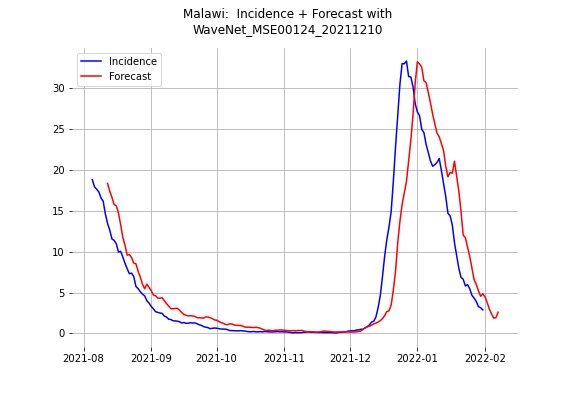 Malawi:  Incidence + Forecast with
WaveNet_MSE00124_20211210
Incidence
Forecast
30
25
20
15
10
5
0
2021-08 2021-09 2021-10 2021-11 2021-12 2022-01 2022-02